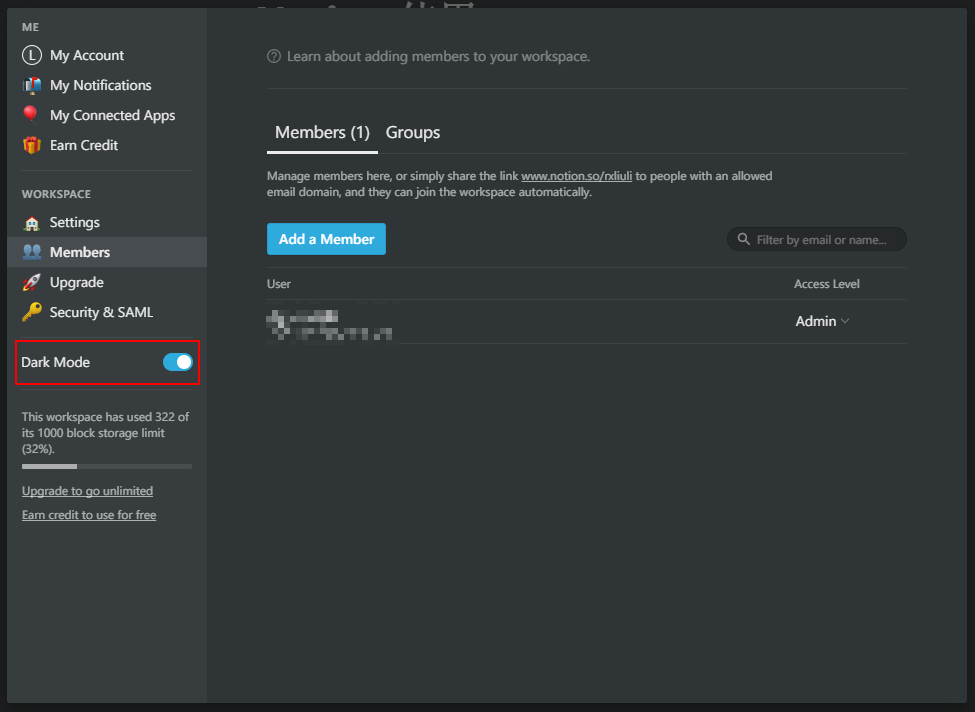 ME
L My Account
My Notifications
My Connected Apps
Earn Credit
WORKSPACE
Settings
Members
Upgrade
Security & SAML
Dark Mode
This workspace has used 322 of
its 1000 block storage limit
(32%).
Upgrade to go unlimited
Earn credit to use for free
? Learn about adding members to your workspace.
Members (1) Groups
Manage members here, or simply share the link www.notion.so/rxliuli to people with an allowed
email domain, and they can join the workspace automatically.
Add a Member
Filter by email or name...
User Access Level
Admin